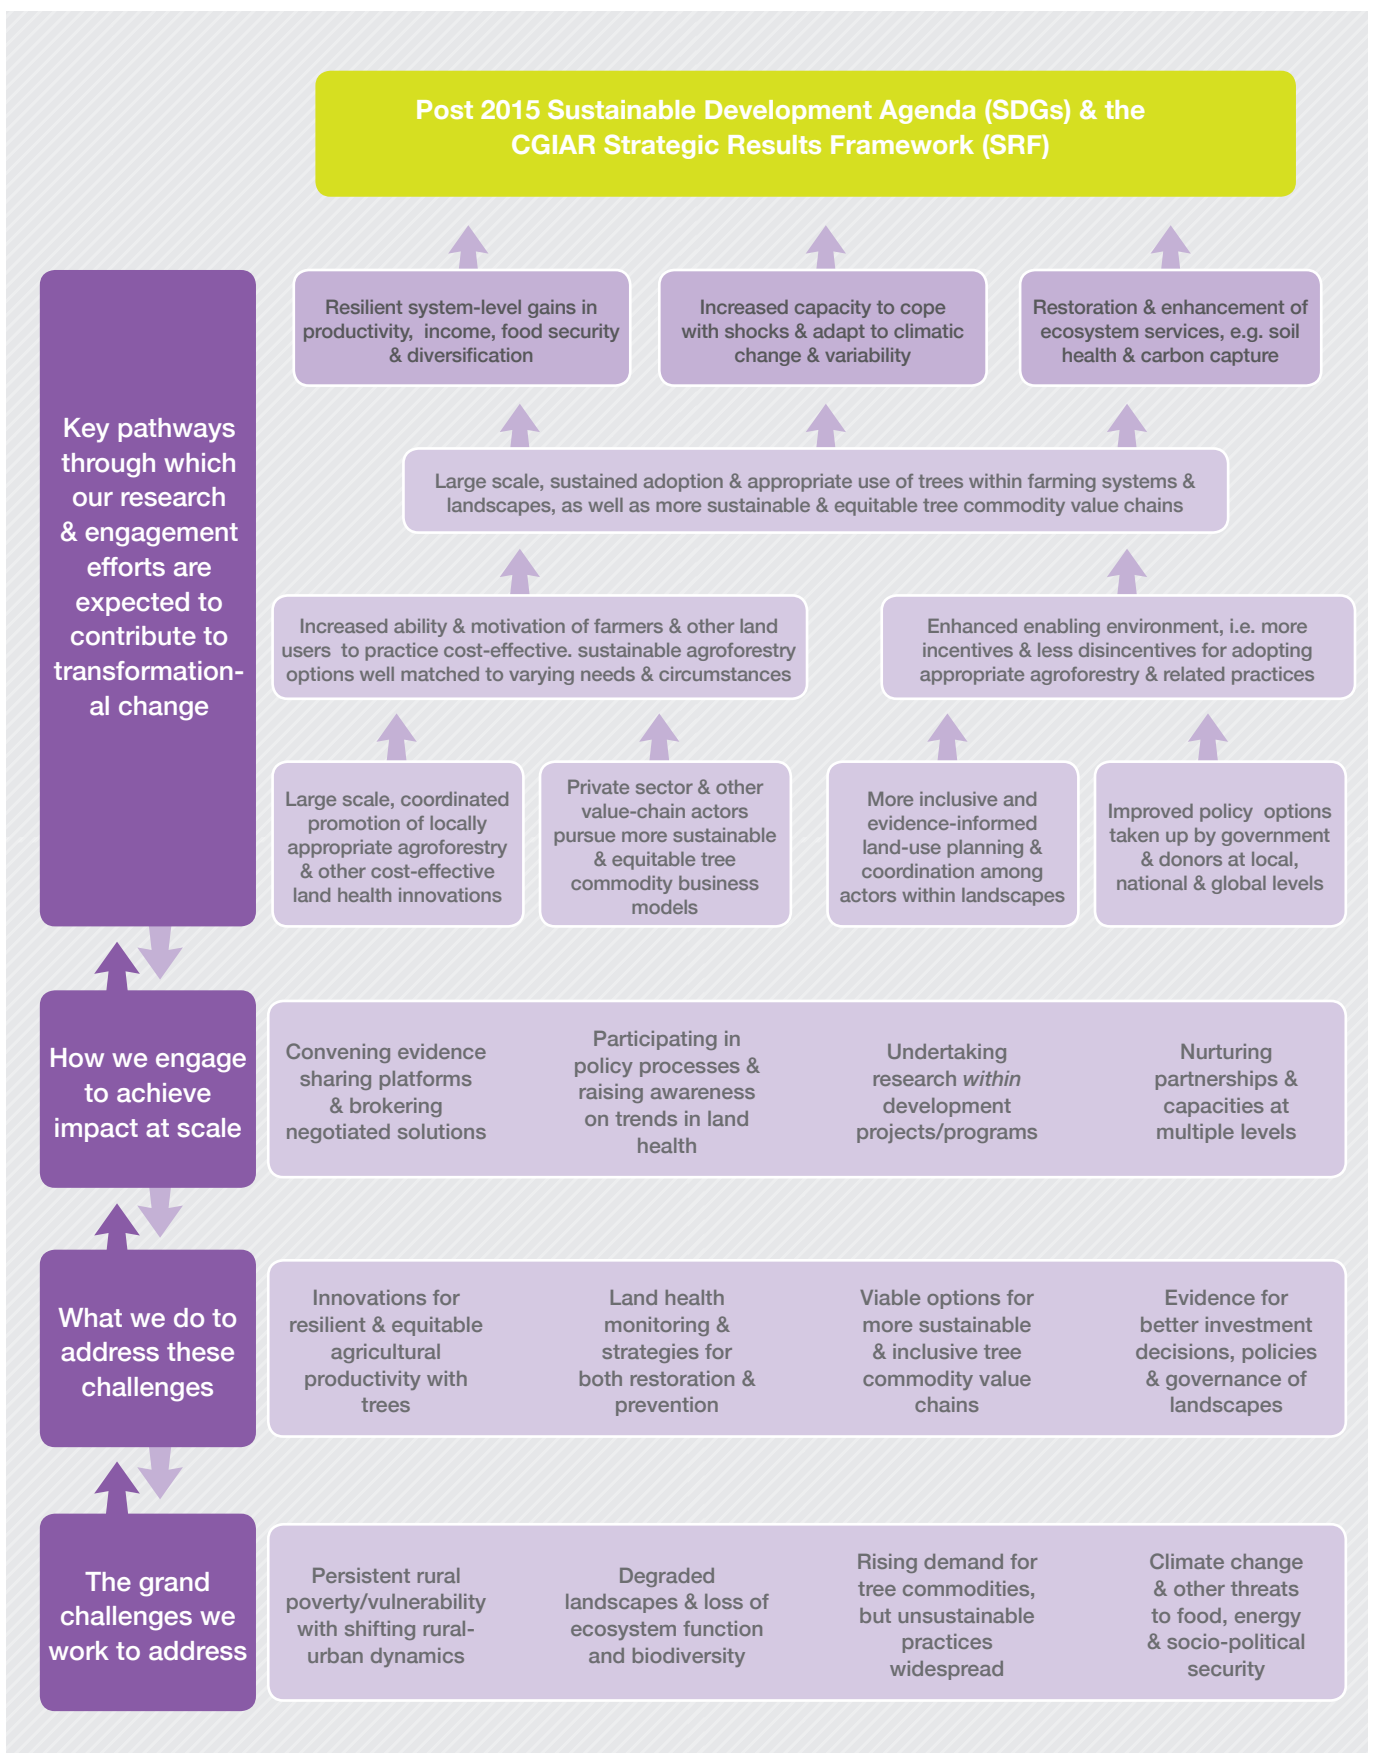 Post 2015 Sustainable Development Agenda (SDGs) & the
CGIAR Strategic Results Framework (SRF)
Resilient system-level gains in
productivity, income, food security
& diversification
Increased capacity to cope
with shocks & adapt to climatic
change & variability
Restoration & enhancement of
ecosystem services, e.g. soil
health & carbon capture
Key pathways
through which
our research
& engagement
efforts are
expected to
contribute to
transformation-
al change
Large scale, sustained adoption & appropriate use of trees within farming systems &
landscapes, as well as more sustainable & equitable tree commodity value chains
Increased ability & motivation of farmers & other land
users to practice cost-effective. sustainable agroforestry
options well matched to varying needs & circumstances
Enhanced enabling environment, i.e. more
incentives & less disincentives for adopting
appropriate agroforestry & related practices
Large scale, coordinated
promotion of locally
appropriate agroforestry
& other cost-effective
land health innovations
Private sector & other
value-chain actors
pursue more sustainable
& equitable tree
commodity business
models
More inclusive and
evidence-informed
land-use planning &
coordination among
actors within landscapes
Improved policy options
taken up by government
& donors at local,
national & global levels
How we engage
to achieve
impact at scale
Convening evidence
sharing platforms
& brokering
negotiated solutions
Participating in
policy processes &
raising awareness
on trends in land
health
Undertaking
research within
development
projects/programs
Nurturing
partnerships &
capacities at
multiple levels
What we do to
address these
challenges
Innovations for
resilient & equitable
agricultural
productivity with
trees
Land health
monitoring &
strategies for
both restoration &
prevention
Viable options for
more sustainable
& inclusive tree
commodity value
chains
Evidence for
better investment
decisions, policies
& governance of
landscapes
The grand
challenges we
work to address
Persistent rural
poverty/vulnerability
with shifting rural-
urban dynamics
Degraded
landscapes & loss of
ecosystem function
and biodiversity
Rising demand for
tree commodities,
but unsustainable
practices
widespread
Climate change
& other threats
to food, energy
& socio-political
security